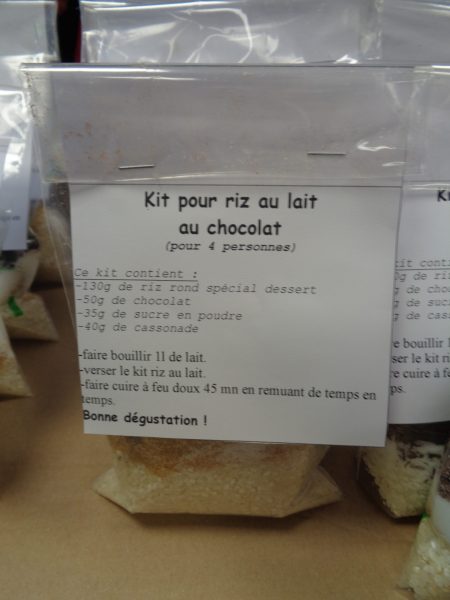 Kit pour riz au lait
au chocolat
(pour 4 personnes)
Ce kit contient :
-130g de riz rond spécial dessert
-50g de chocolat
-35g de sucre en poudre
-40g de cassonade
-faire bouillir 1l de lait.
-verser le kit riz au lait.
-faire cuire à feu doux 45 mn en remuant de temps en
temps.
Bonne dégustation !